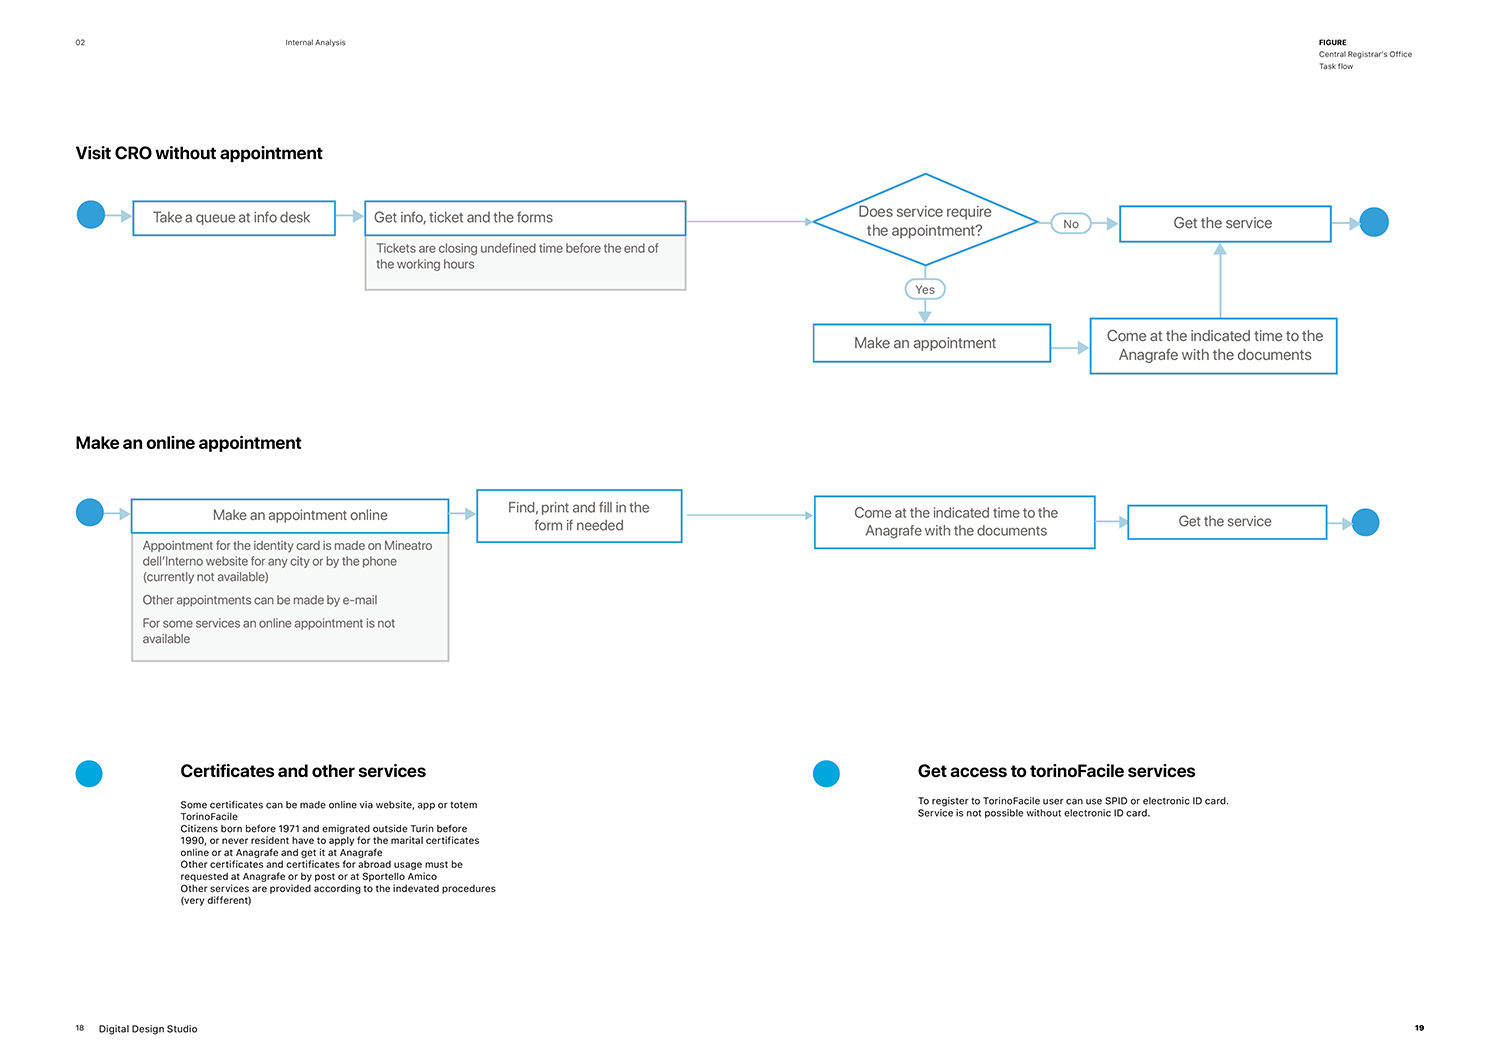 02
Internal Analysis
FIGURE
Central Registrar's Office
Task flow
Visit CRO without appointment
Take a queue at info desk
Get info, ticket and the forms
Tickets are closing undefined time before the end of
the working hours
Does service require
the appointment?
No
Get the service
Yes
Make an appointment
Come at the indicated time to the
Anagrafe with the documents
Make an online appointment
Make an appointment online
Appointment for the identity card is made on Mineatro
dell'Interno website for any city or by the phone
(currently not available)
Other appointments can be made by e-mail
For some services an online appointment is not
available
Find, print and fill in the
form if needed
Come at the indicated time to the
Anagrafe with the documents
Get the service
Certificates and other services
Some certificates can be made online via website, app or totem
TorinoFacile
Citizens born before 1971 and emigrated outside Turin before
1990, or never resident have to apply for the marital certificates
online or at Anagrafe and get it at Anagrafe
Other certificates and certificates for abroad usage must be
requested at Anagrafe or by post or at Sportello Amico
Other services are provided according to the indevated procedures
(very different)
Get access to torinoFacile services
To register to TorinoFacile user can use SPID or electronic ID card.
Service is not possible without electronic ID card.
18
Digital Design Studio
19